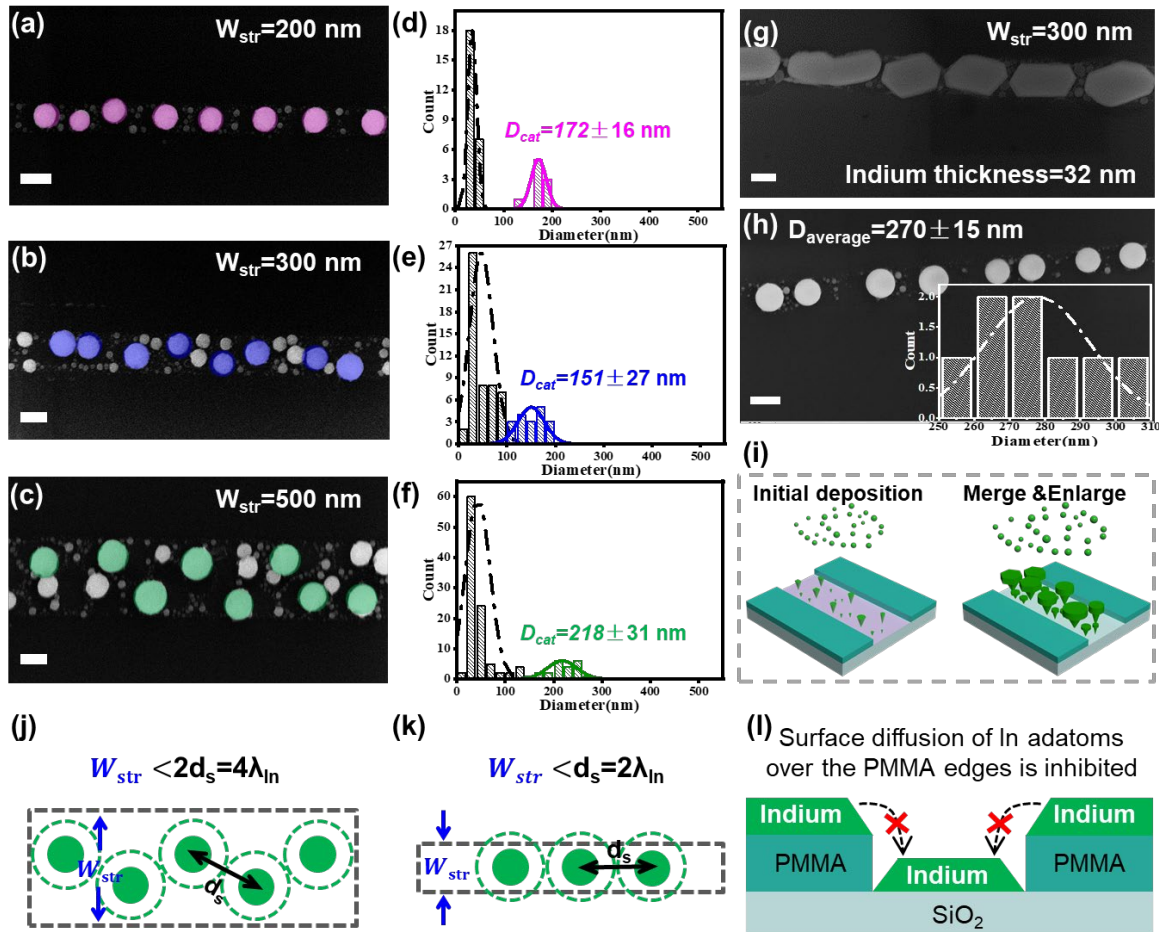 (a)
W_str=200 nm
(b)
W_str=300 nm
(c)
W_str=500 nm
(d)
18
15
12
9
6
3
0
Count
D_cat=172±16 nm
0 100 200 300 400 500
Diameter(nm)
(e)
27
24
21
18
15
12
9
6
3
0
Count
D_cat=151±27 nm
0 100 200 300 400 500
Diameter(nm)
(f)
60
50
40
30
20
10
0
Count
D_cat=218±31 nm
0 100 200 300 400 500
Diameter(nm)
(g)
W_str=300 nm
Indium thickness=32 nm
(h)
D_average=270±15 nm
2.0
1.5
1.0
0.5
0.0
Count
250 260 270 280 290 300 310
Diameter(nm)
(i)
Initial deposition
Merge &Enlarge
(j)
W_str <2d_s=4λ_In
W_str
d_s
(k)
W_str <d_s=2λ_In
W_str
d_s
(l)
Surface diffusion of In adatoms
over the PMMA edges is inhibited
Indium Indium
PMMA PMMA
Indium
SiO₂